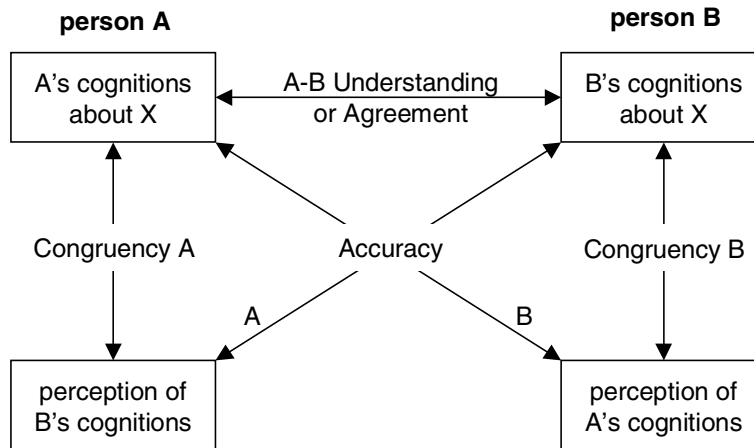 person A
person B
A's cognitions
about X
A-B Understanding
or Agreement
B's cognitions
about X
Congruency A
Accuracy
Congruency B
A
B
perception of
B's cognitions
perception of
A's cognitions